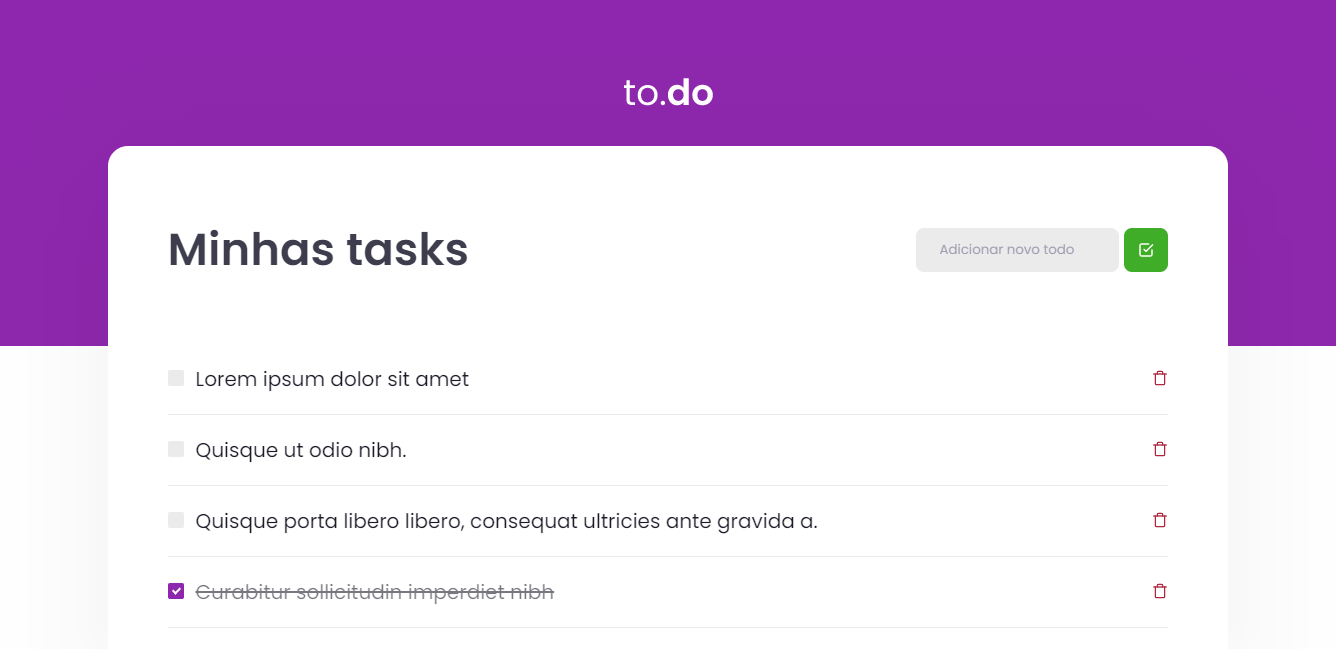 to.do
Minhas tasks
Adicionar novo todo
Lorem ipsum dolor sit amet
Quisque ut odio nibh.
Quisque porta libero libero, consequat ultricies ante gravida a.
Curabitur sollicitudin imperdiet nibh